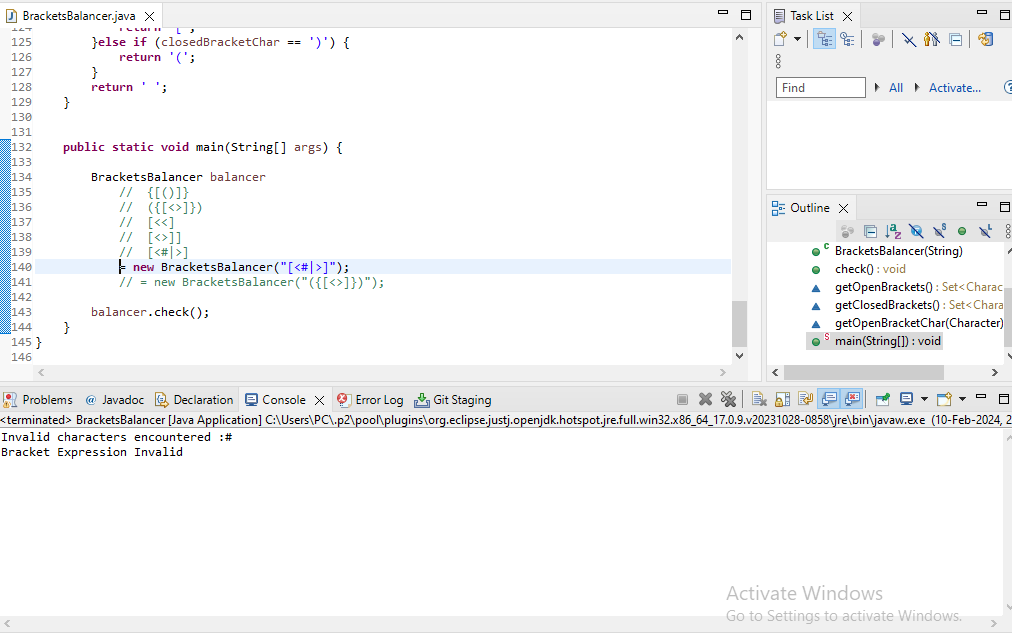 BracketsBalancer.java
124 return '[';
125 }else if (closedBracketChar == ')') {
126 return '(';
127 }
128 return ' ';
129 }
130
131
132 public static void main(String[] args) {
133
134 BracketsBalancer balancer
135 // {[()]}
136 // ({[<>]})
137 // [<<]
138 // [<>]]
139 // [<#|>]
140 = new BracketsBalancer("[<#|>]");
141 // = new BracketsBalancer("({[<>]})");
142
143 balancer.check();
144 }
145 }
146
Task List
Find All Activate...
Outline
BracketsBalancer(String)
check() : void
getOpenBrackets() : Set<Charac
getClosedBrackets() : Set<Chara
getOpenBracketChar(Character)
main(String[]) : void
Problems @ Javadoc Declaration Console Error Log Git Staging
<terminated> BracketsBalancer [Java Application] C:\Users\PC\.p2\pool\plugins\org.eclipse.justj.openjdk.hotspot.jre.full.win32.x86_64_17.0.9.v20231028-0858\jre\bin\javaw.exe (10-Feb-2024, 2
Invalid characters encountered :#
Bracket Expression Invalid
Activate Windows
Go to Settings to activate Windows.